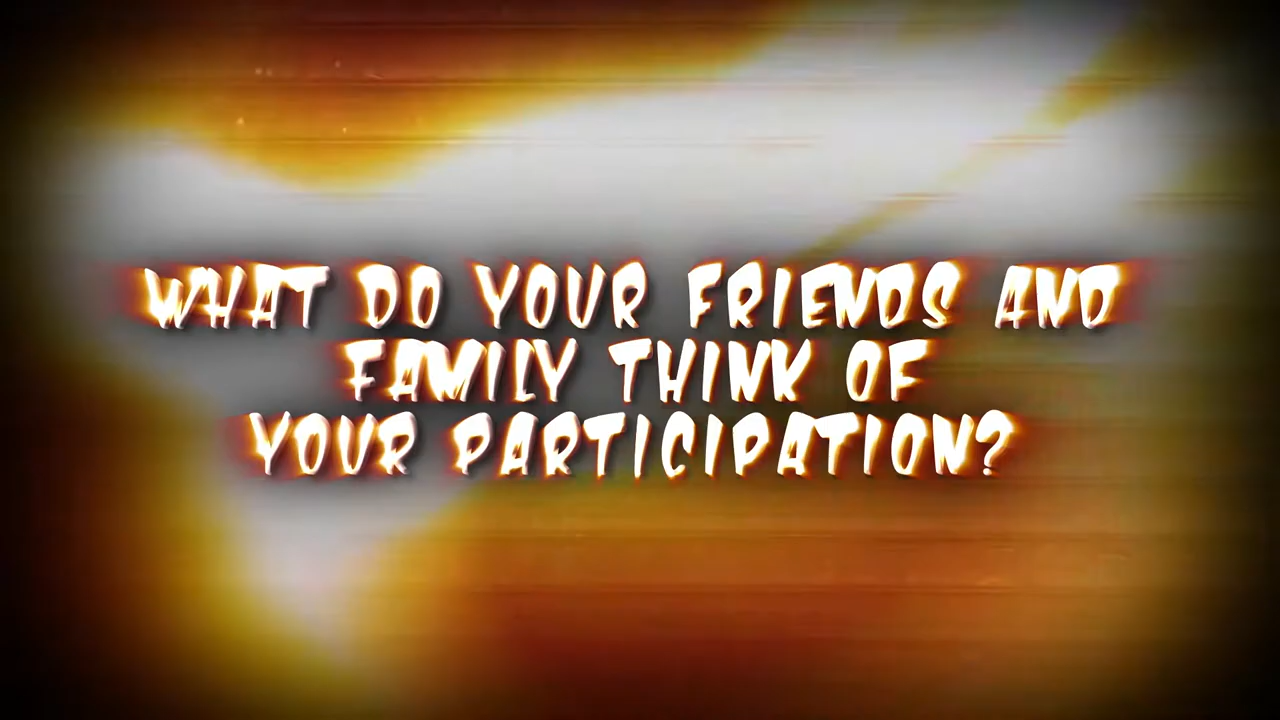 WHAT DO YOUR FRIENDS AND
FAMILY THINK OF
YOUR PARTICIPATION?